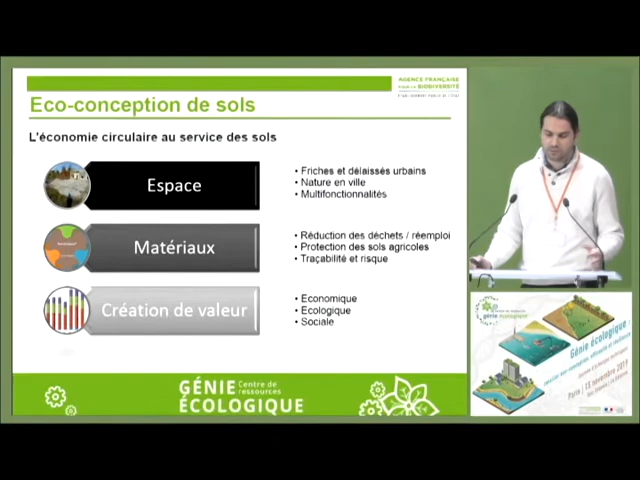 AGENCE FRANÇAISE
POUR LA BIODIVERSITÉ
Eco-conception de sols
L'économie circulaire au service des sols
Espace
• Friches et délaissés urbains
• Nature en ville
• Multifonctionnalités
Matériaux
• Réduction des déchets / réemploi
• Protection des sols agricoles
• Traçabilité et risque
Création de valeur
• Economique
• Ecologique
• Sociale
GÉNIE Centre de ressources
ÉCOLOGIQUE
génie écologique
Génie écologique :
Paris | 13 novembre 2019